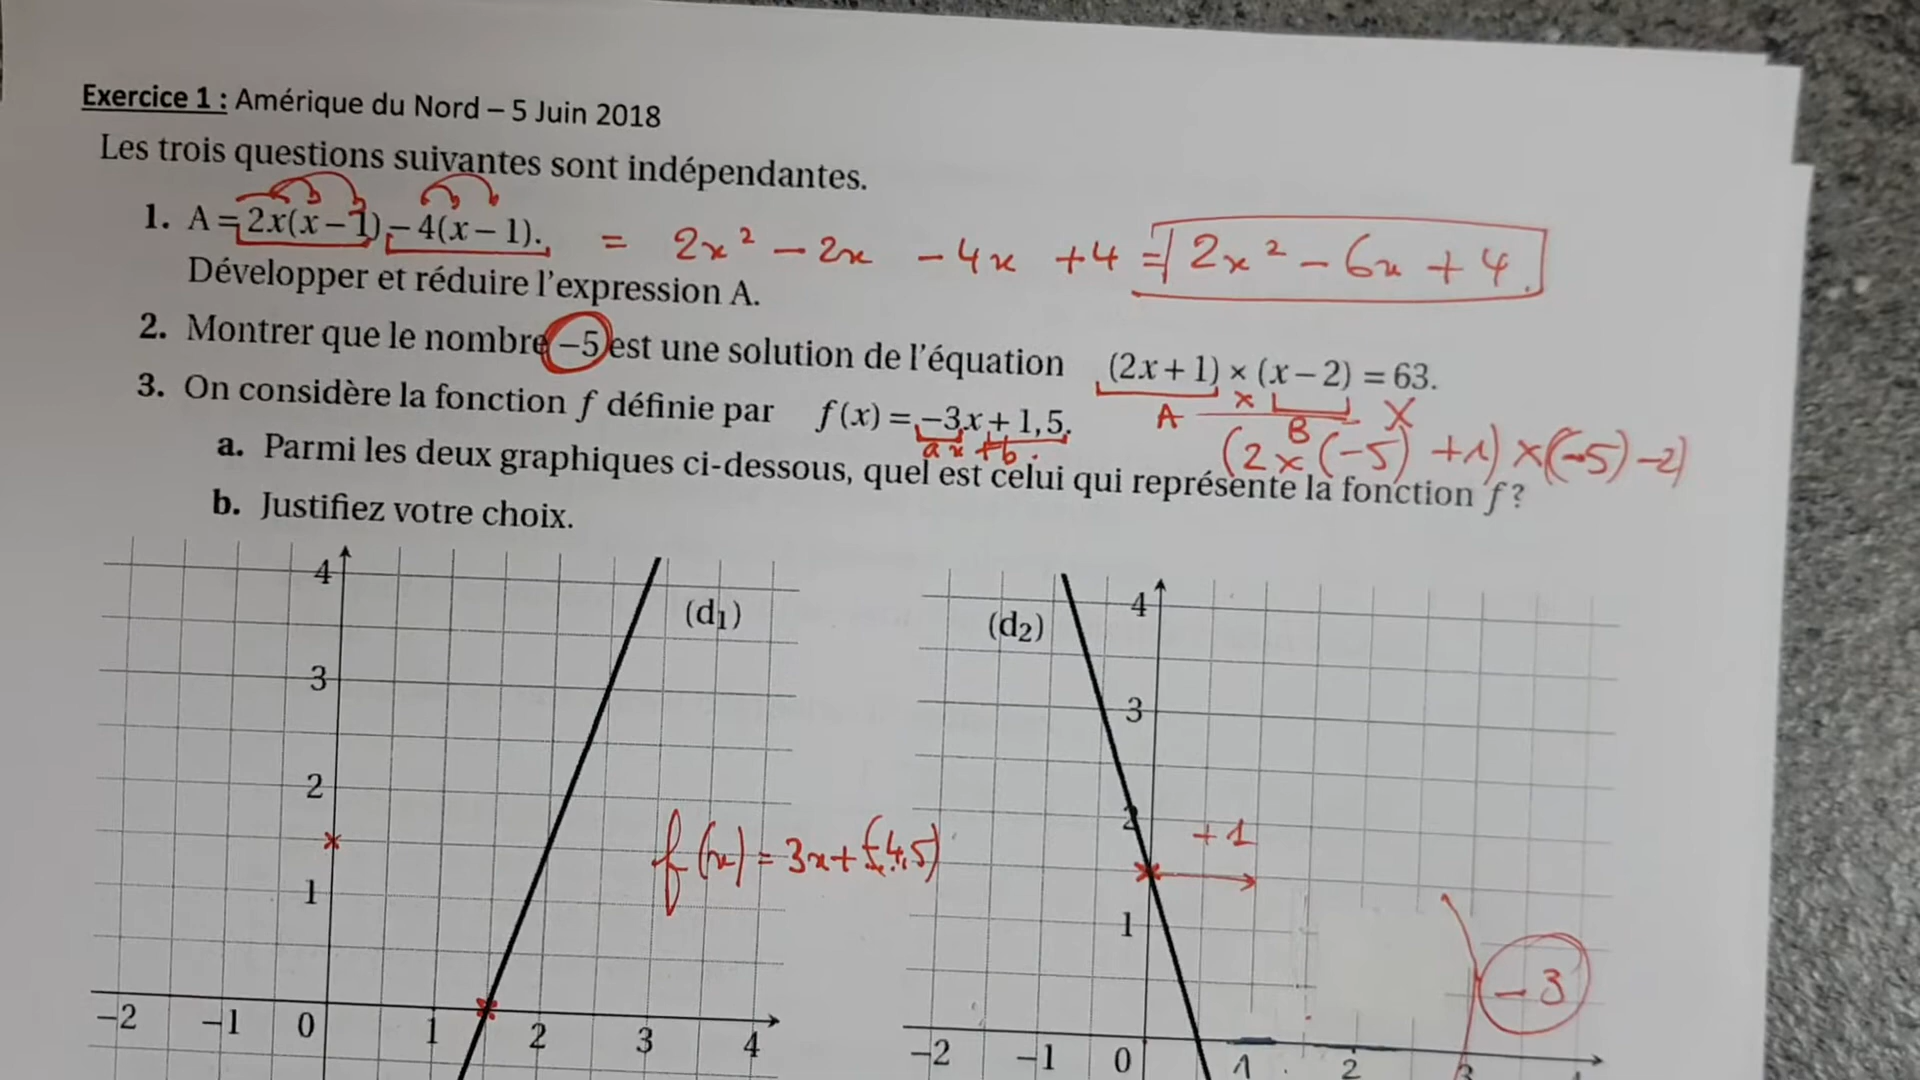 Exercice 1 : Amérique du Nord – 5 Juin 2018
Les trois questions suivantes sont indépendantes.
1. A = 2x(x − 1) − 4(x − 1). = 2x² − 2x − 4x + 4 = 2x² − 6x + 4.
Développer et réduire l'expression A.
2. Montrer que le nombre −5 est une solution de l'équation (2x + 1) × (x − 2) = 63.
A × B X
3. On considère la fonction f définie par f(x) = −3x + 1,5.
ax + b.
(2 × (−5) + 1) × ((−5) − 2)
a. Parmi les deux graphiques ci-dessous, quel est celui qui représente la fonction f ?
b. Justifiez votre choix.
4
(d1)
3
2
1
−2 −1 0 1 2 3 4
f(x) = 3x + (−4,5)
(d2)
4
3
2
+1
1
−3
−2 −1 0 1 2 3